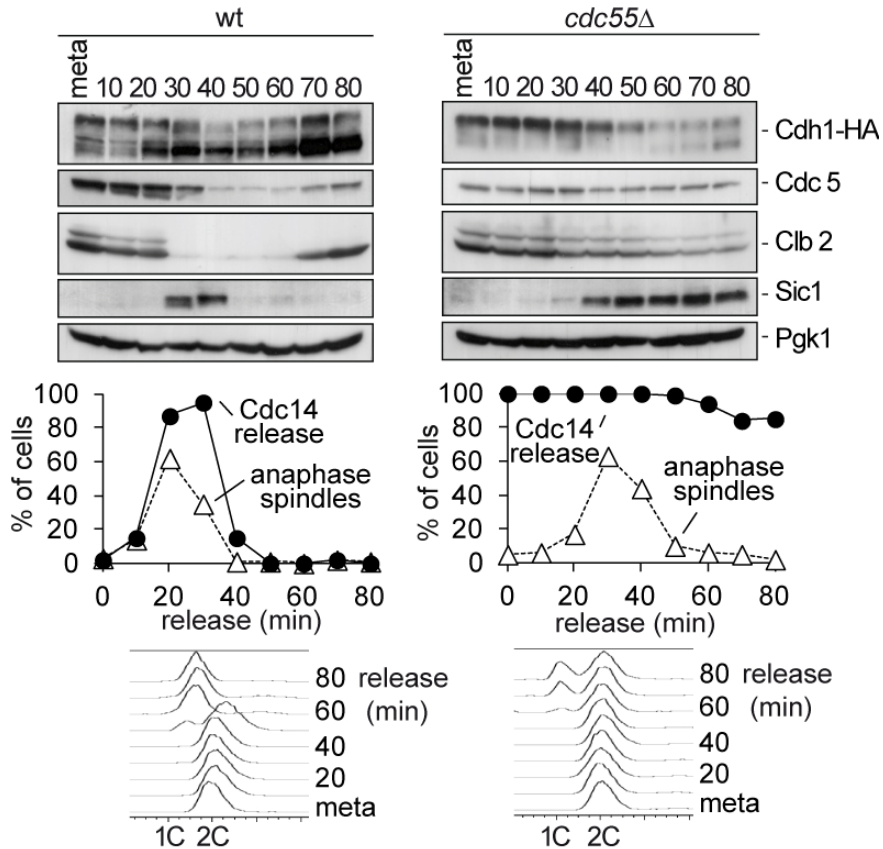 wt
cdc55Δ
meta 10 20 30 40 50 60 70 80
meta 10 20 30 40 50 60 70 80
- Cdh1-HA
- Cdc 5
- Clb 2
- Sic1
- Pgk1
100
80
60
40
20
0
% of cells
Cdc14
release
anaphase
spindles
0 20 40 60 80
release (min)
100
80
60
40
20
0
% of cells
Cdc14
release
anaphase
spindles
0 20 40 60 80
release (min)
80 release
60 (min)
40
20
meta
1C 2C
80 release
60 (min)
40
20
meta
1C 2C